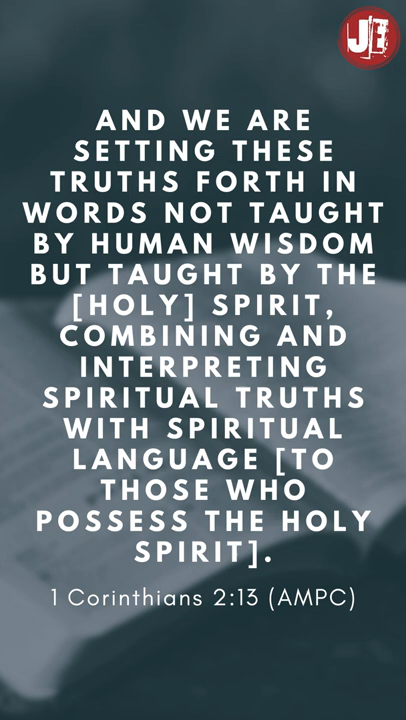 JE
AND WE ARE
SETTING THESE
TRUTHS FORTH IN
WORDS NOT TAUGHT
BY HUMAN WISDOM
BUT TAUGHT BY THE
[HOLY] SPIRIT,
COMBINING AND
INTERPRETING
SPIRITUAL TRUTHS
WITH SPIRITUAL
LANGUAGE [TO
THOSE WHO
POSSESS THE HOLY
SPIRIT].
1 Corinthians 2:13 (AMPC)